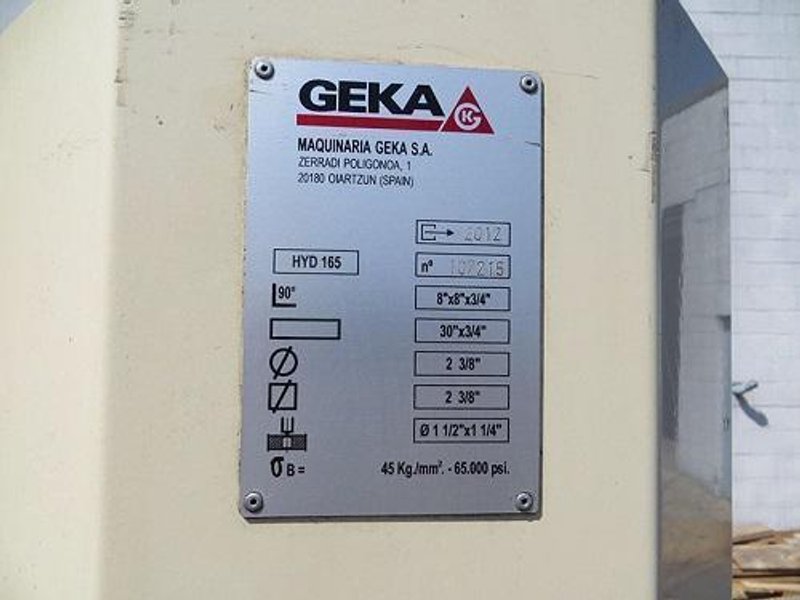 GEKA
KG
MAQUINARIA GEKA S.A.
ZERRADI POLIGONOA, 1
20180 OIARTZUN (SPAIN)
2012
HYD 165
nº 107215
90° 8"x8"x3/4"
30"x3/4"
2 3/8"
2 3/8"
Ø 1 1/2"x1 1/4"
σB = 45 Kg./mm². - 65.000 psi.